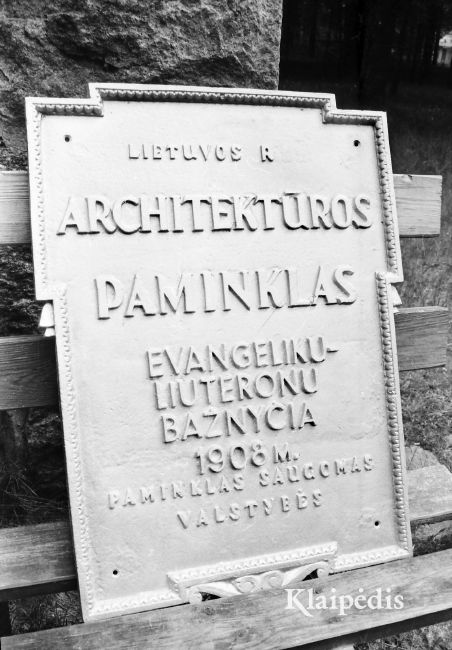 LIETUVOS R
ARCHITEKTŪROS
PAMINKLAS
EVANGELIKU-
LIUTERONU
BAŽNYČIA
1908 M.
PAMINKLAS SAUGOMAS
VALSTYBĖS
Klaipėdis